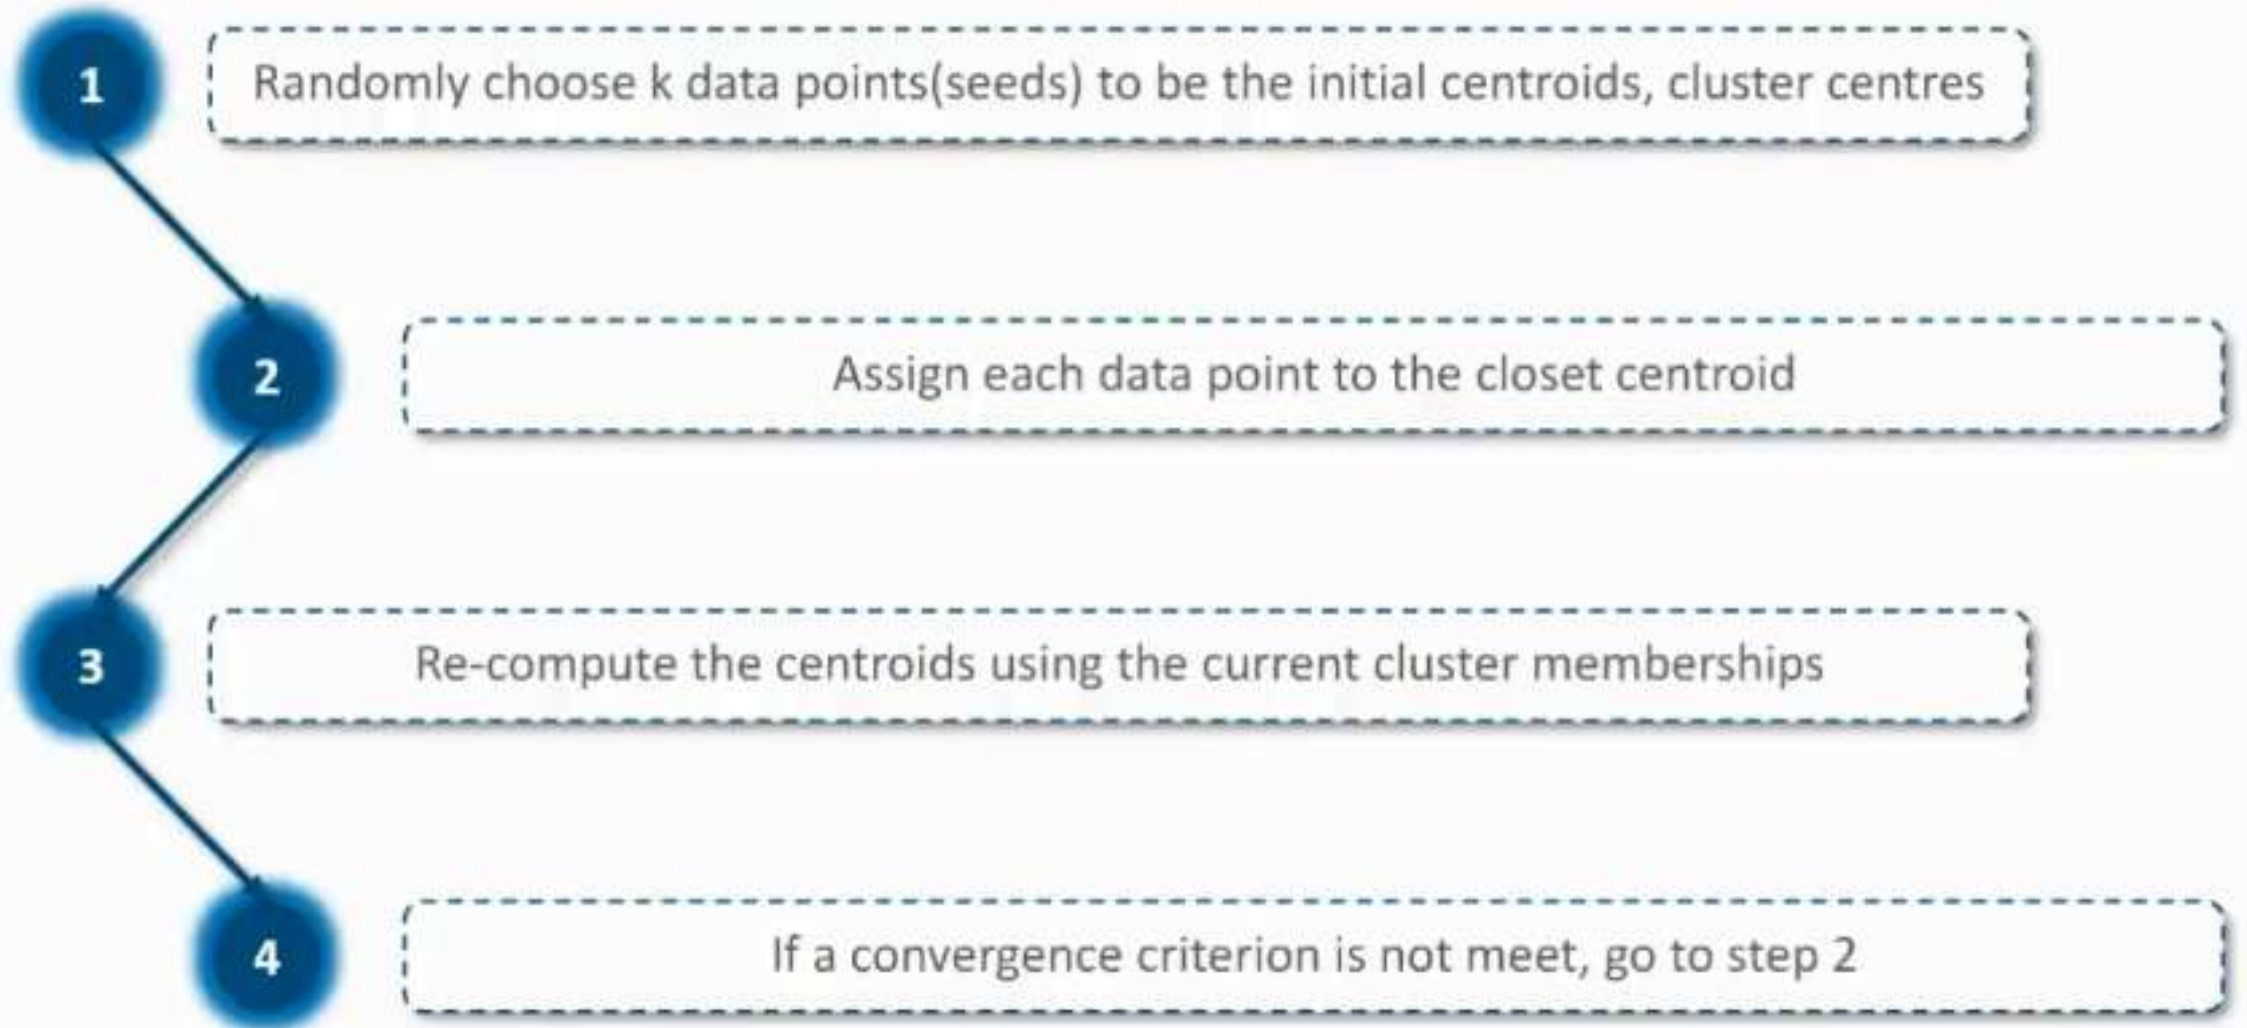 1
Randomly choose k data points(seeds) to be the initial centroids, cluster centres
2
Assign each data point to the closet centroid
3
Re-compute the centroids using the current cluster memberships
4
If a convergence criterion is not meet, go to step 2